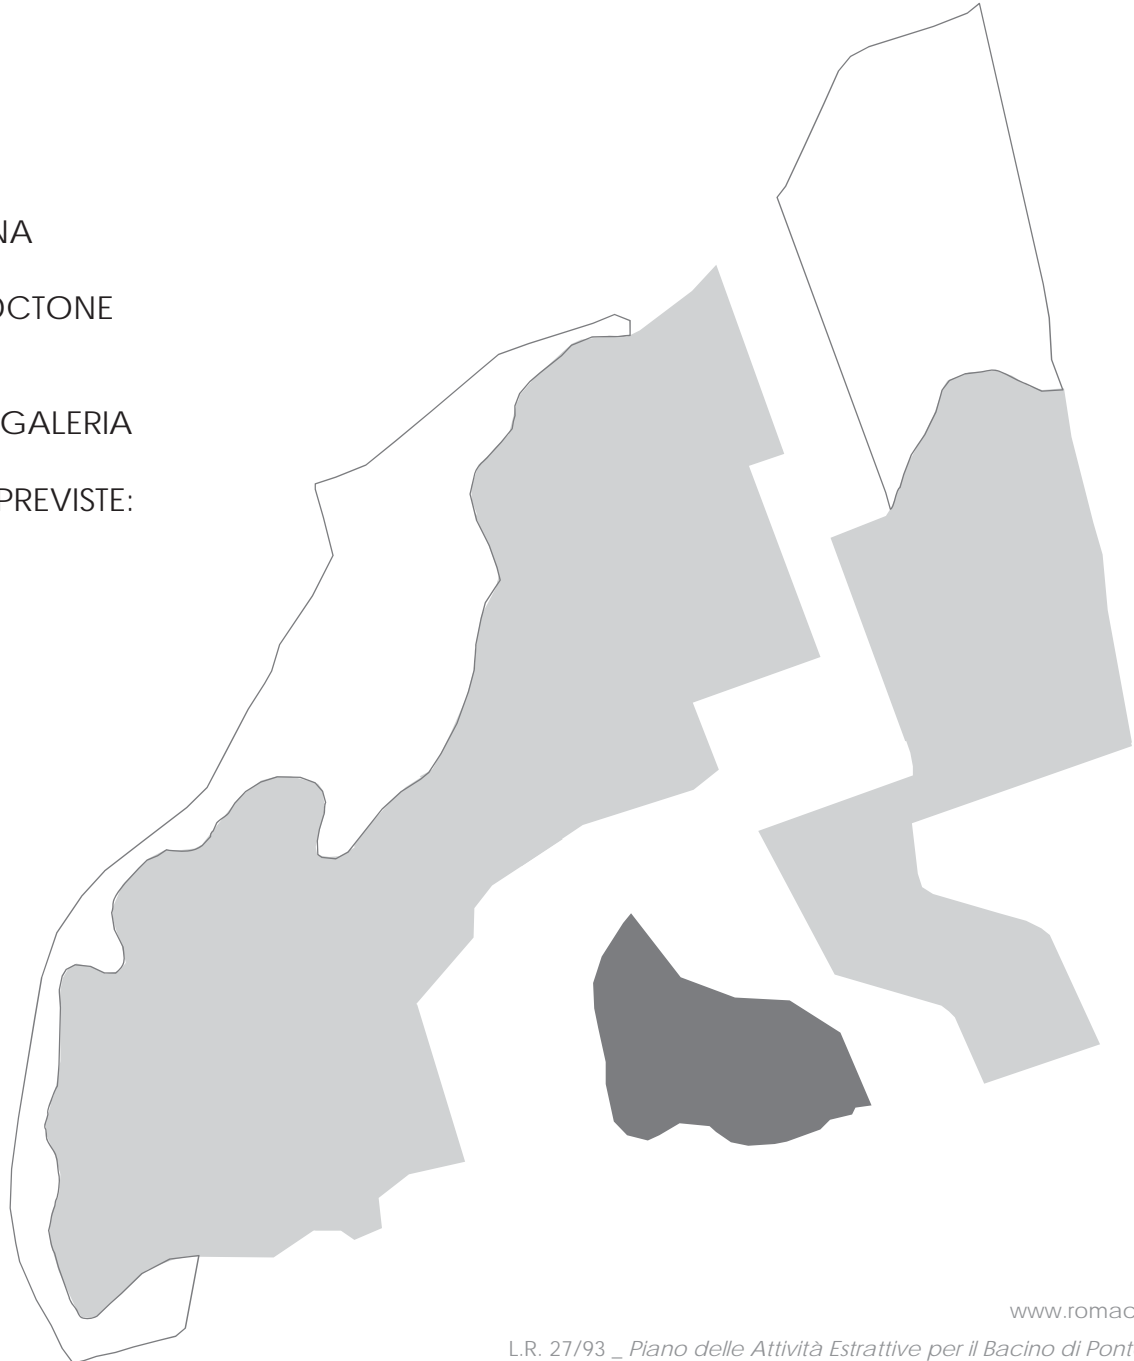 NA
OCTONE
GALERIA
PREVISTE:
www.romac
L.R. 27/93 _ Piano delle Attività Estrattive per il Bacino di Pont